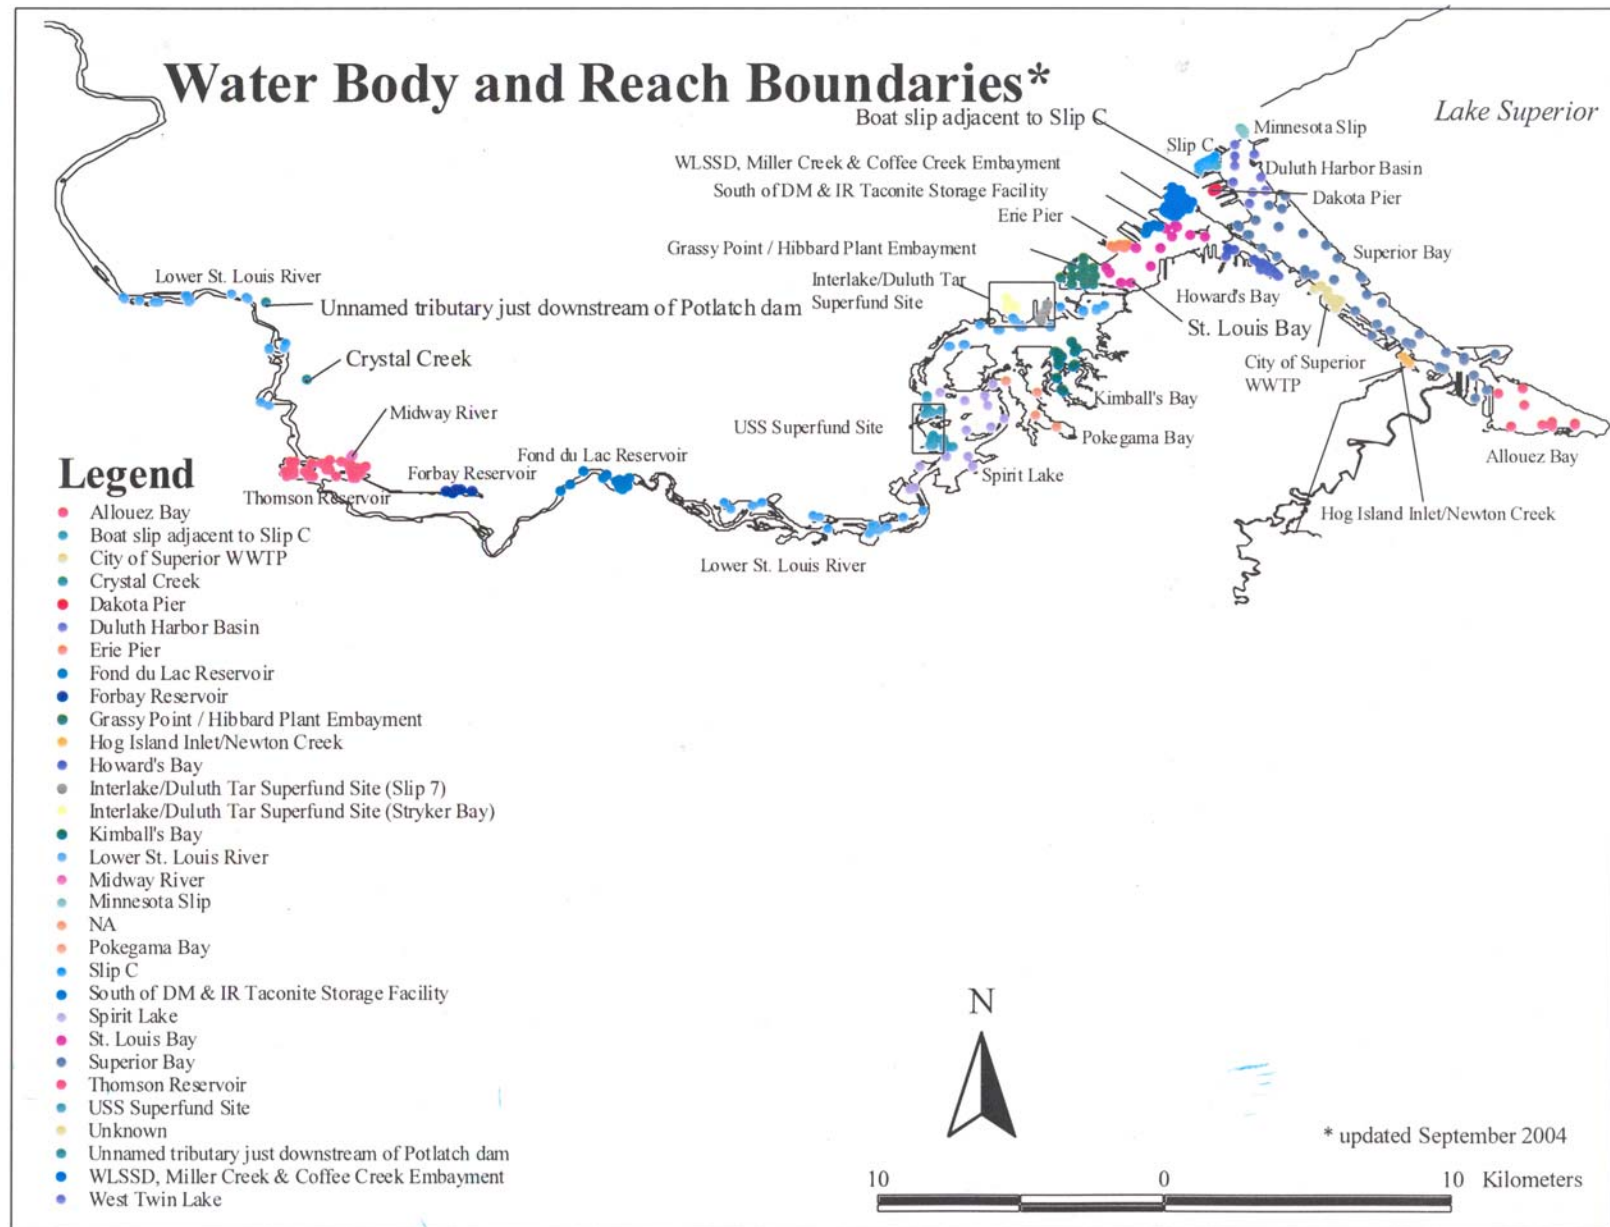 Water Body and Reach Boundaries*
Lake Superior
Boat slip adjacent to Slip C
Minnesota Slip
Slip C
WLSSD, Miller Creek & Coffee Creek Embayment
Duluth Harbor Basin
South of DM & IR Taconite Storage Facility
Dakota Pier
Erie Pier
Grassy Point / Hibbard Plant Embayment
Superior Bay
Lower St. Louis River
Interlake/Duluth Tar
Superfund Site
Howard's Bay
Unnamed tributary just downstream of Potlatch dam
St. Louis Bay
Crystal Creek
City of Superior
WWTP
Kimball's Bay
Midway River
USS Superfund Site
Pokegama Bay
Fond du Lac Reservoir
Allouez Bay
Forbay Reservoir
Spirit Lake
Thomson Reservoir
Hog Island Inlet/Newton Creek
Lower St. Louis River
Legend
Allouez Bay
Boat slip adjacent to Slip C
City of Superior WWTP
Crystal Creek
Dakota Pier
Duluth Harbor Basin
Erie Pier
Fond du Lac Reservoir
Forbay Reservoir
Grassy Point / Hibbard Plant Embayment
Hog Island Inlet/Newton Creek
Howard's Bay
Interlake/Duluth Tar Superfund Site (Slip 7)
Interlake/Duluth Tar Superfund Site (Stryker Bay)
Kimball's Bay
Lower St. Louis River
Midway River
Minnesota Slip
NA
Pokegama Bay
Slip C
South of DM & IR Taconite Storage Facility
Spirit Lake
St. Louis Bay
Superior Bay
Thomson Reservoir
USS Superfund Site
Unknown
Unnamed tributary just downstream of Potlatch dam
WLSSD, Miller Creek & Coffee Creek Embayment
West Twin Lake
N
* updated September 2004
10 0 10 Kilometers